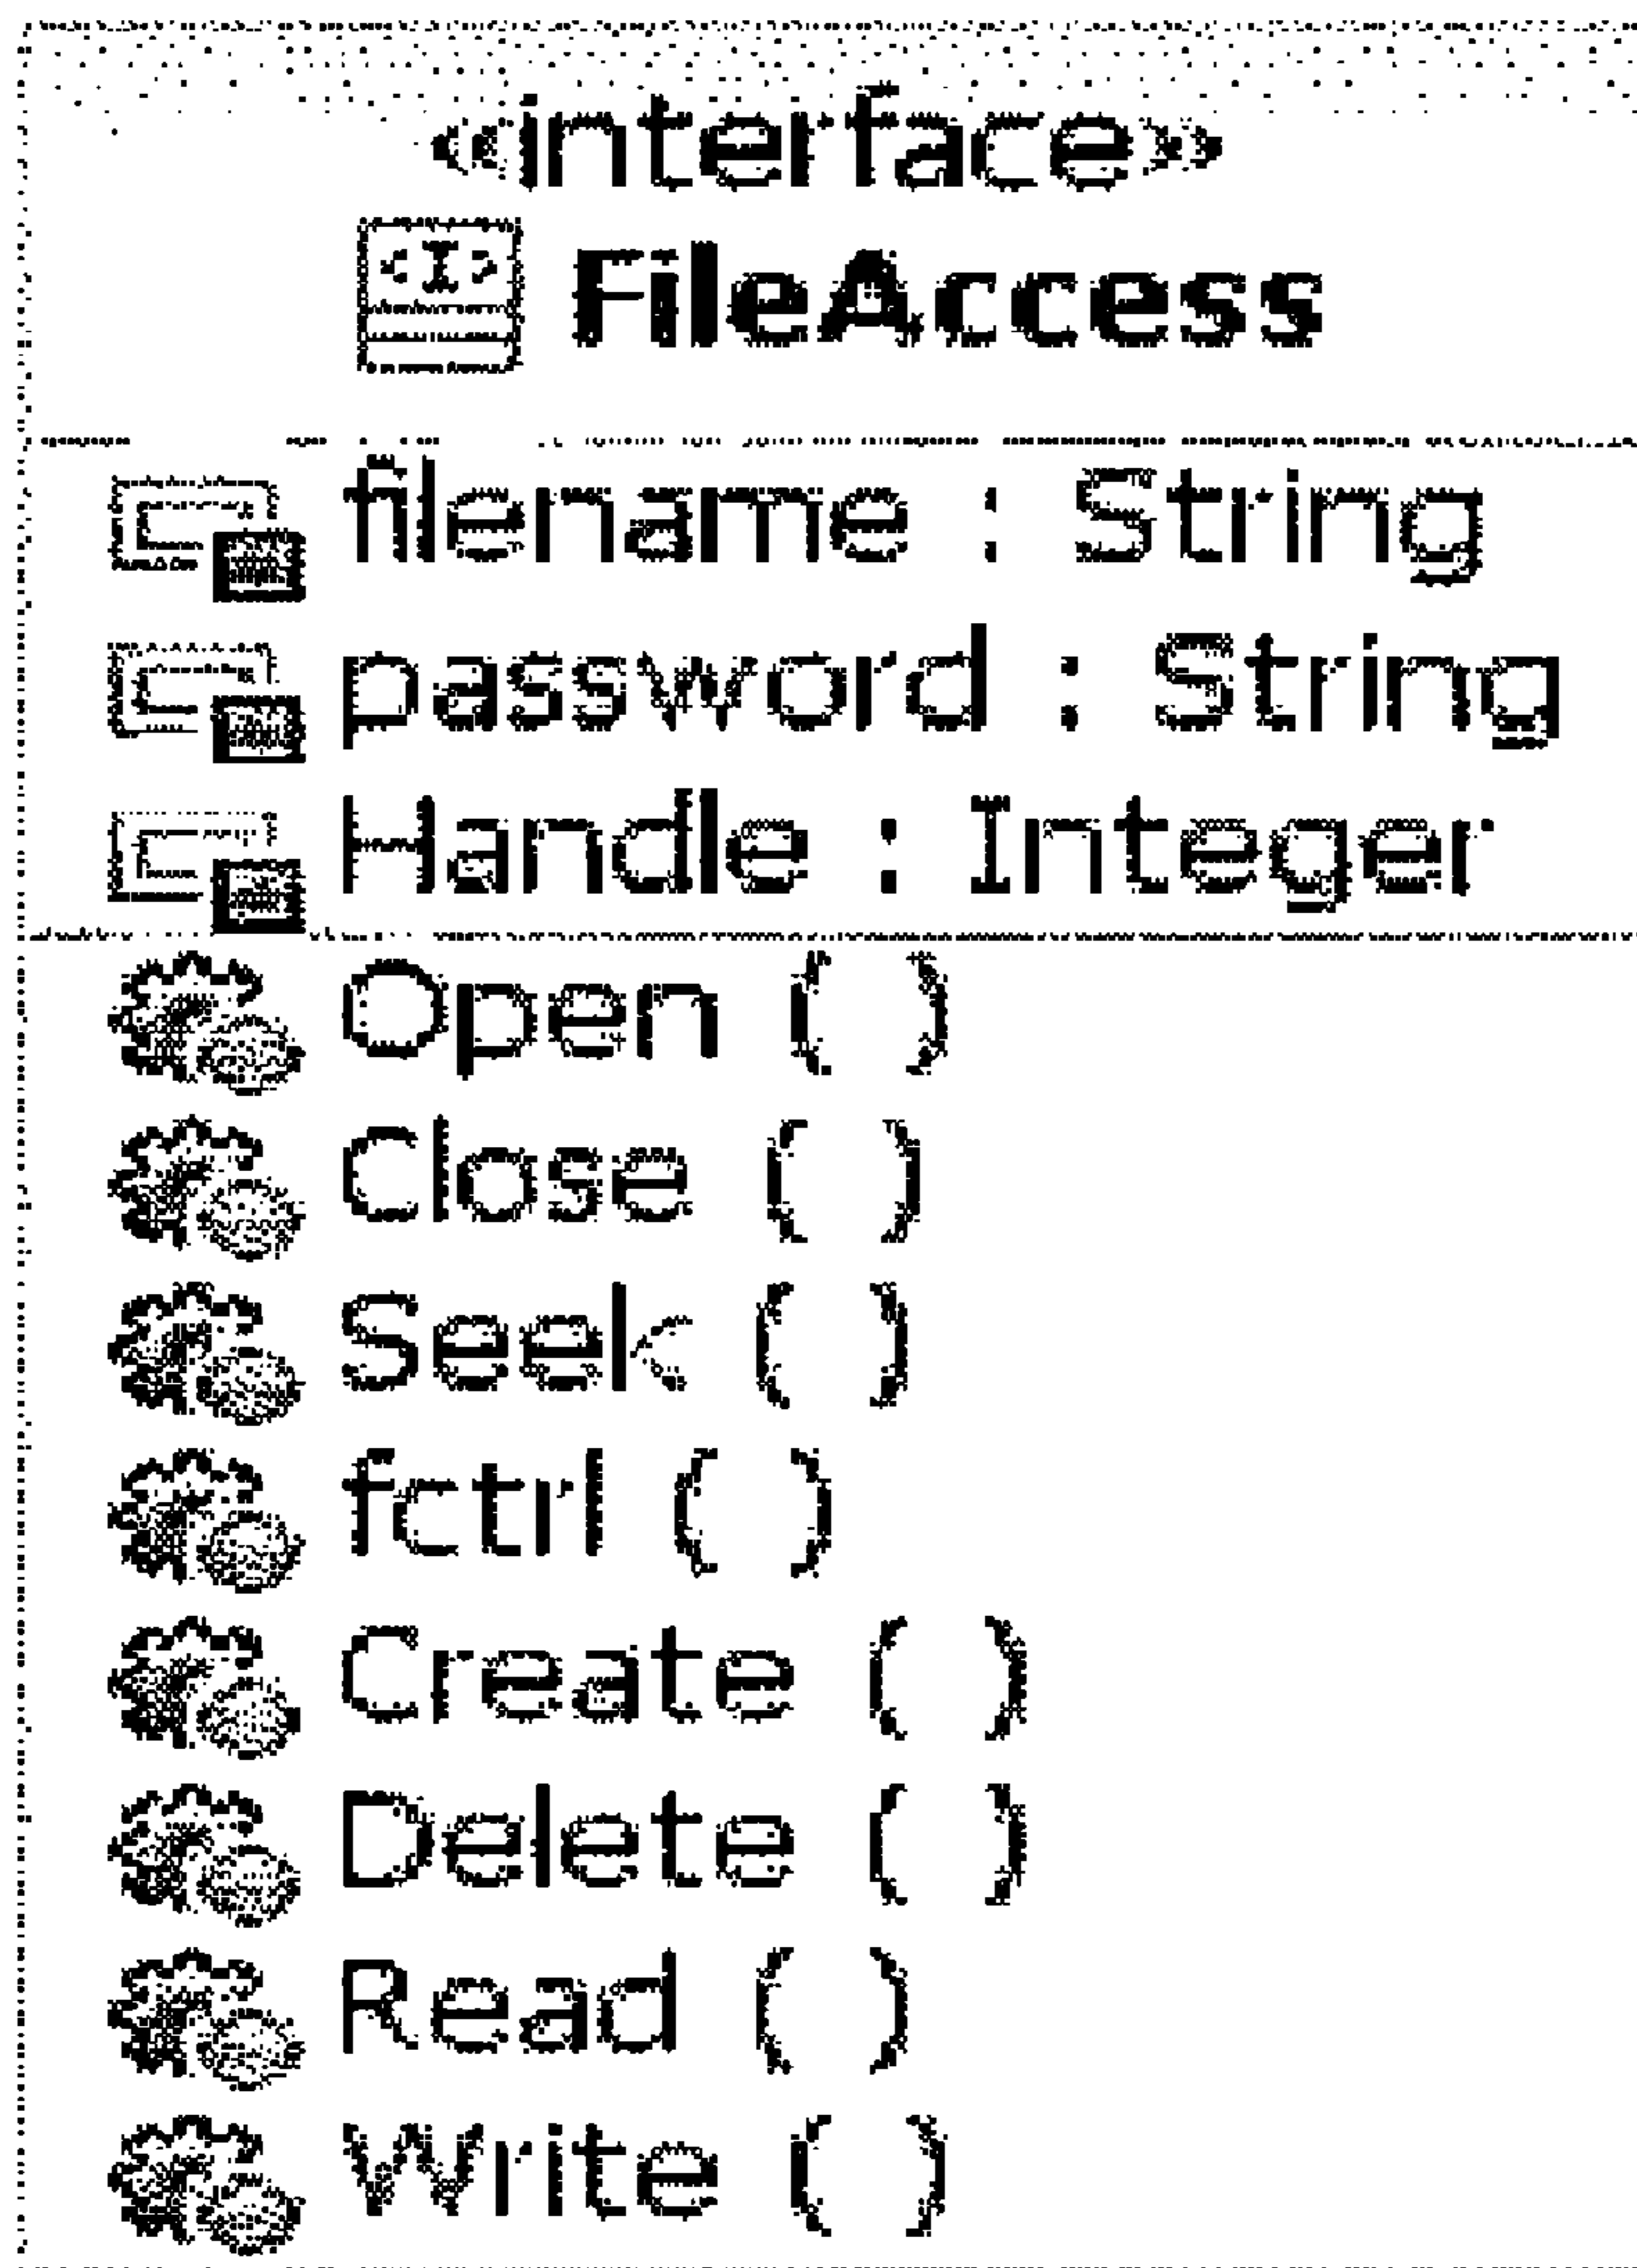 «interface»
FileAccess
filename : String
password : String
Handle : Integer
Open ( )
Close ( )
Seek ( )
fctrl ( )
Create ( )
Delete ( )
Read ( )
Write ( )